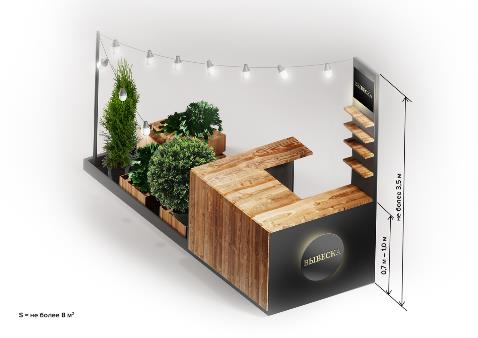 ВЫВЕСКА
не более 3,5 м
0,7 м – 1,0 м
ВЫВЕСКА
S = не более 8 м²